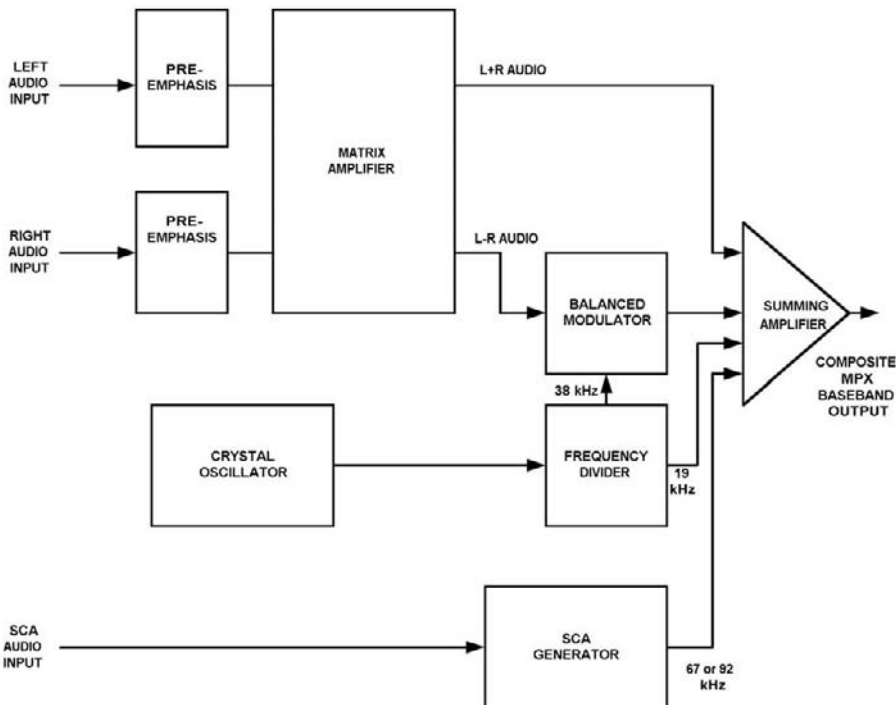 LEFT
AUDIO
INPUT
PRE-
EMPHASIS
MATRIX
AMPLIFIER
L+R AUDIO
RIGHT
AUDIO
INPUT
PRE-
EMPHASIS
L-R AUDIO
BALANCED
MODULATOR
SUMMING
AMPLIFIER
COMPOSITE
MPX
BASEBAND
OUTPUT
38 kHz
CRYSTAL
OSCILLATOR
FREQUENCY
DIVIDER
19
kHz
SCA
AUDIO
INPUT
SCA
GENERATOR
67 or 92
kHz